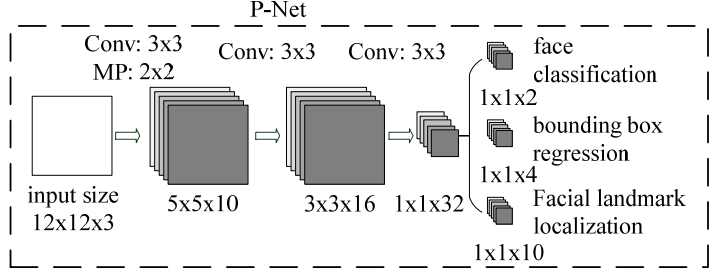 P-Net
Conv: 3x3
MP: 2x2
Conv: 3x3
Conv: 3x3
input size
12x12x3
5x5x10
3x3x16
1x1x32
face
classification
1x1x2
bounding box
regression
1x1x4
Facial landmark
localization
1x1x10